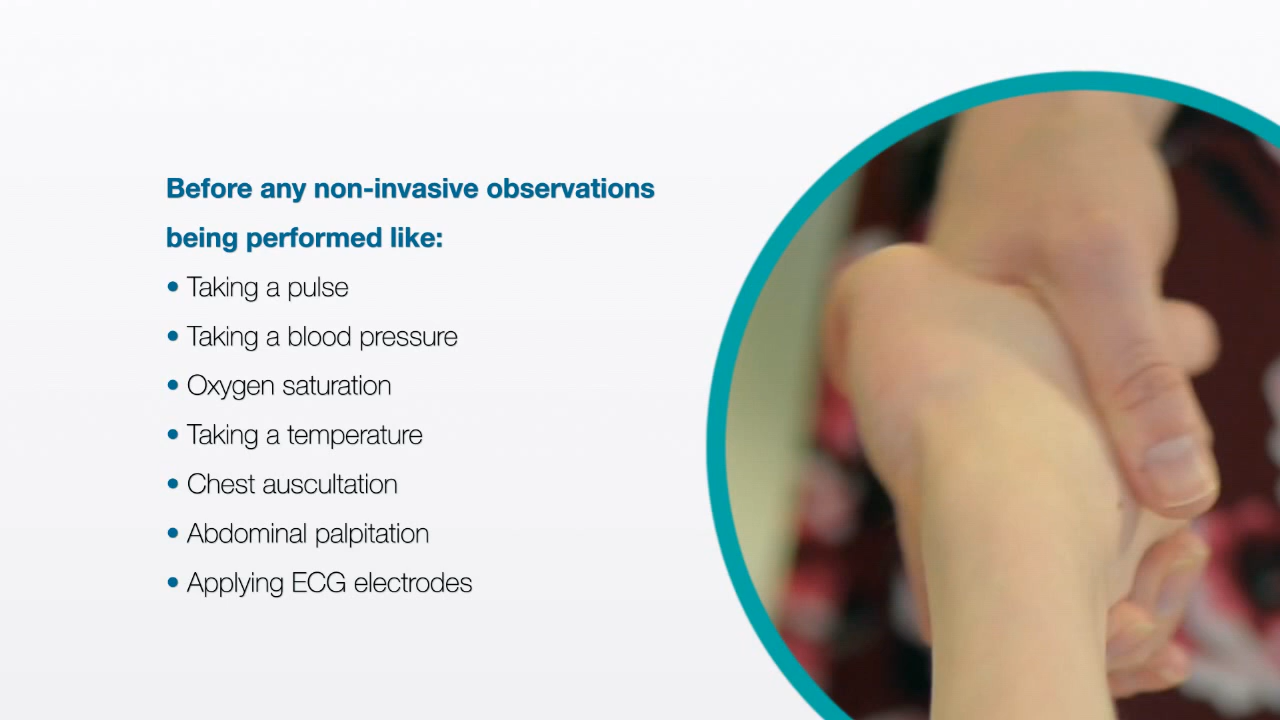 Before any non-invasive observations
being performed like:
• Taking a pulse
• Taking a blood pressure
• Oxygen saturation
• Taking a temperature
• Chest auscultation
• Abdominal palpitation
• Applying ECG electrodes